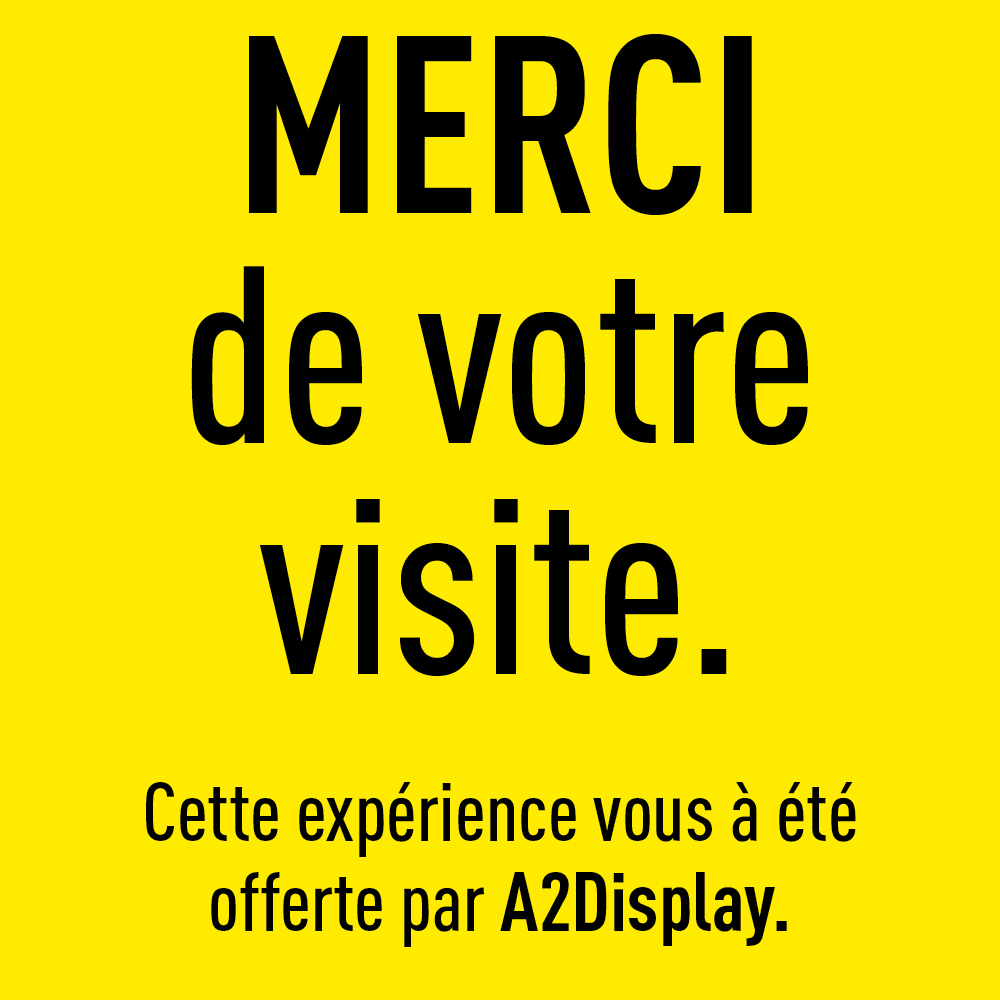 MERCI
de votre
visite.
Cette expérience vous à été
offerte par A2Display.